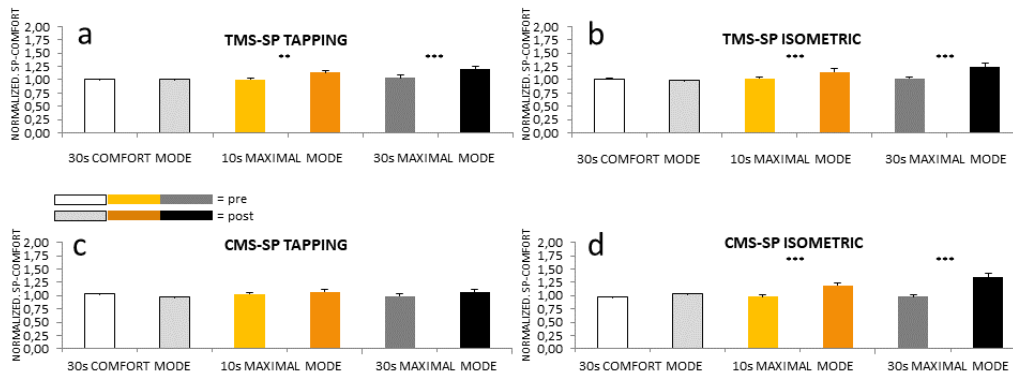 a
TMS-SP TAPPING
NORMALIZED. SP-COMFORT
2,00
1,75
1,50
1,25
1,00
0,75
0,50
0,25
0,00
•• •••
30s COMFORT MODE 10s MAXIMAL MODE 30s MAXIMAL MODE
b
TMS-SP ISOMETRIC
NORMALIZED. SP-COMFORT
2,00
1,75
1,50
1,25
1,00
0,75
0,50
0,25
0,00
••• •••
30s COMFORT MODE 10s MAXIMAL MODE 30s MAXIMAL MODE
= pre
= post
c
CMS-SP TAPPING
NORMALIZED. SP-COMFORT
2,00
1,75
1,50
1,25
1,00
0,75
0,50
0,25
0,00
30s COMFORT MODE 10s MAXIMAL MODE 30s MAXIMAL MODE
d
CMS-SP ISOMETRIC
NORMALIZED. SP-COMFORT
2,00
1,75
1,50
1,25
1,00
0,75
0,50
0,25
0,00
••• •••
30s COMFORT MODE 10s MAXIMAL MODE 30s MAXIMAL MODE